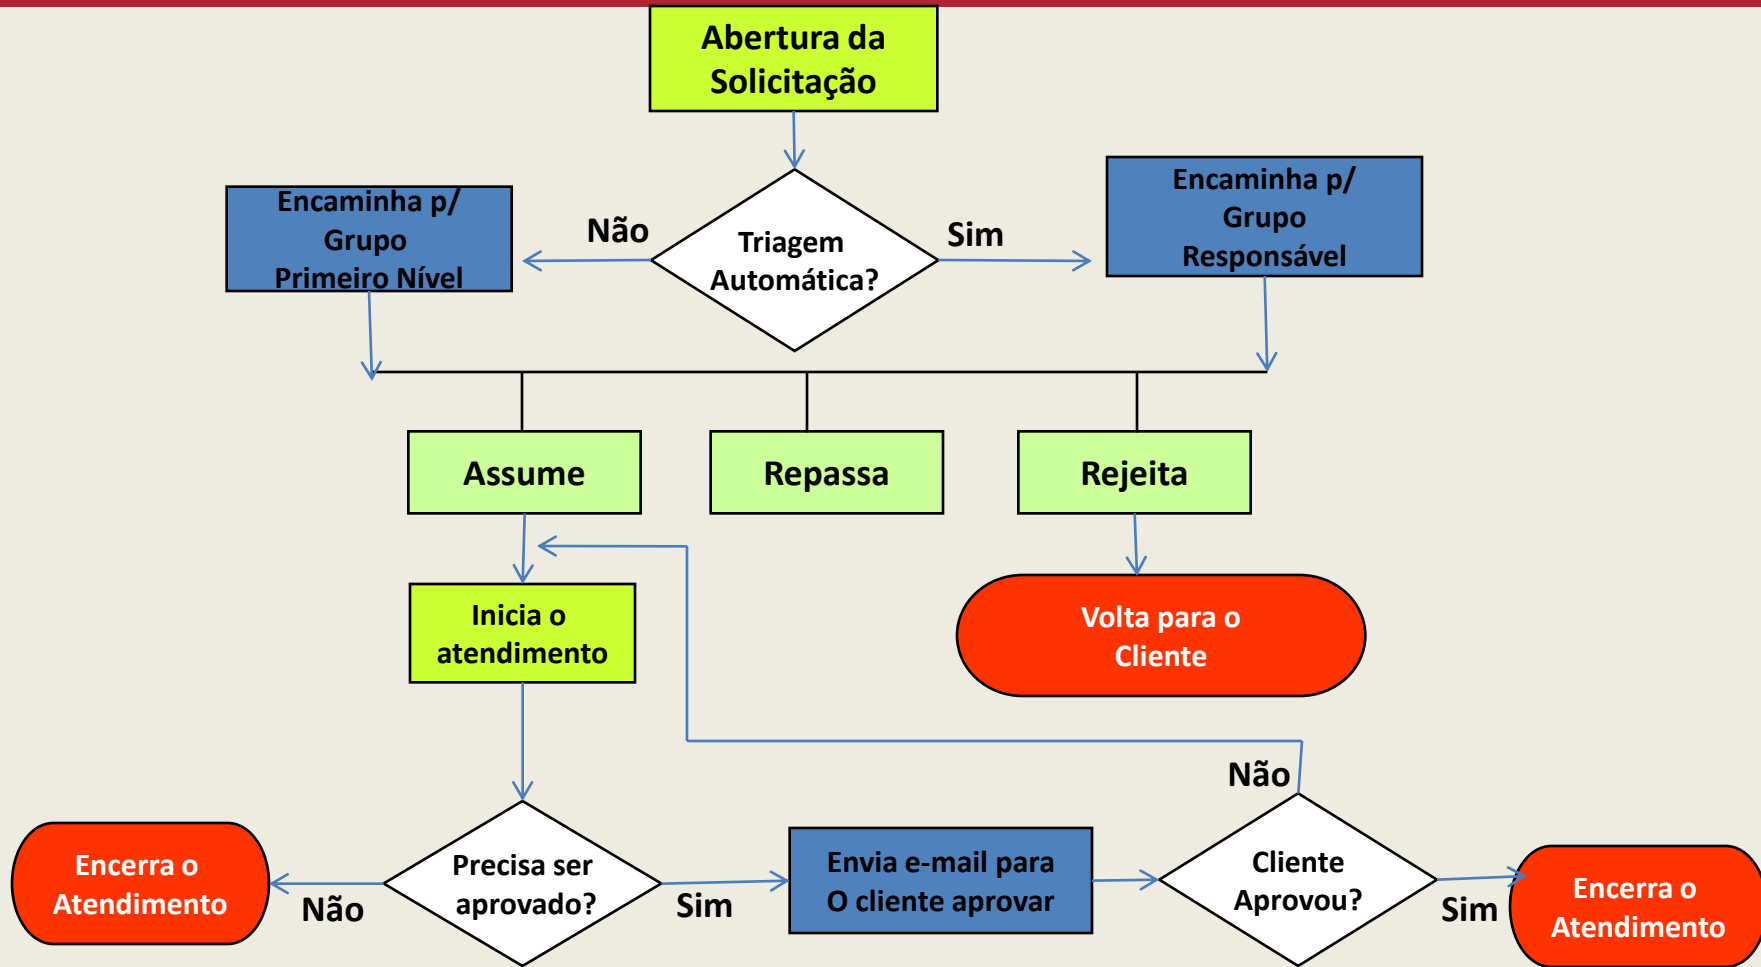 Abertura da
Solicitação
Encaminha p/
Grupo
Primeiro Nível
Não
Triagem
Automática?
Sim
Encaminha p/
Grupo
Responsável
Assume
Repassa
Rejeita
Inicia o
atendimento
Volta para o
Cliente
Não
Encerra o
Atendimento
Não
Precisa ser
aprovado?
Sim
Envia e-mail para
O cliente aprovar
Cliente
Aprovou?
Sim
Encerra o
Atendimento